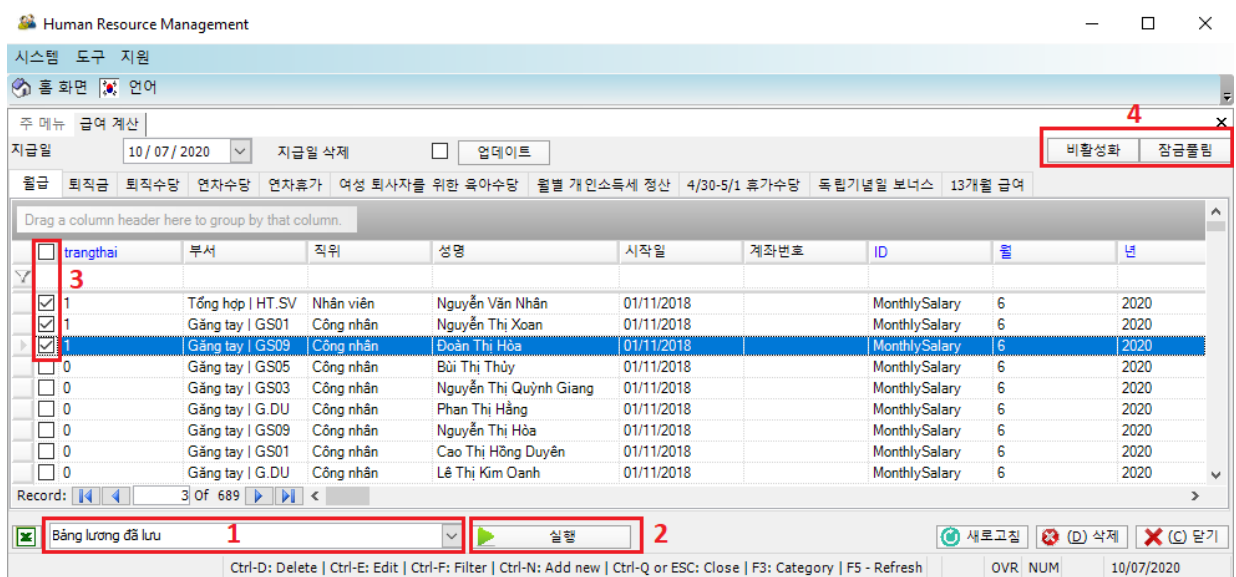 Human Resource Management
시스템 도구 지원
홈 화면 언어
4
주 메뉴 급여 계산
지급일 10 / 07 / 2020 지급일 삭제 업데이트 비활성화 잠금풀림
월급 퇴직금 퇴직수당 연차수당 연차휴가 여성 퇴사자를 위한 육아수당 월별 개인소득세 정산 4/30-5/1 휴가수당 독립기념일 보너스 13개월 급여
Drag a column header here to group by that column.
trangthai 부서 직위 성명 시작일 계좌번호 ID 월 년
3
1 Tổng hợp | HT.SV Nhân viên Nguyễn Văn Nhân 01/11/2018 MonthlySalary 6 2020
1 Găng tay | GS01 Công nhân Nguyễn Thị Xoan 01/11/2018 MonthlySalary 6 2020
1 Găng tay | GS09 Công nhân Đoàn Thị Hòa 01/11/2018 MonthlySalary 6 2020
0 Găng tay | GS05 Công nhân Bùi Thị Thủy 01/11/2018 MonthlySalary 6 2020
0 Găng tay | GS03 Công nhân Nguyễn Thị Quỳnh Giang 01/11/2018 MonthlySalary 6 2020
0 Găng tay | G.DU Công nhân Phan Thị Hằng 01/11/2018 MonthlySalary 6 2020
0 Găng tay | GS09 Công nhân Nguyễn Thị Hòa 01/11/2018 MonthlySalary 6 2020
0 Găng tay | GS01 Công nhân Cao Thị Hồng Duyên 01/11/2018 MonthlySalary 6 2020
0 Găng tay | G.DU Công nhân Lê Thị Kim Oanh 01/11/2018 MonthlySalary 6 2020
Record: 3 Of 689
Bảng lương đã lưu 1 실행 2 새로고침 (D) 삭제 (C) 닫기
Ctrl-D: Delete | Ctrl-E: Edit | Ctrl-F: Filter | Ctrl-N: Add new | Ctrl-Q or ESC: Close | F3: Category | F5 - Refresh OVR NUM 10/07/2020